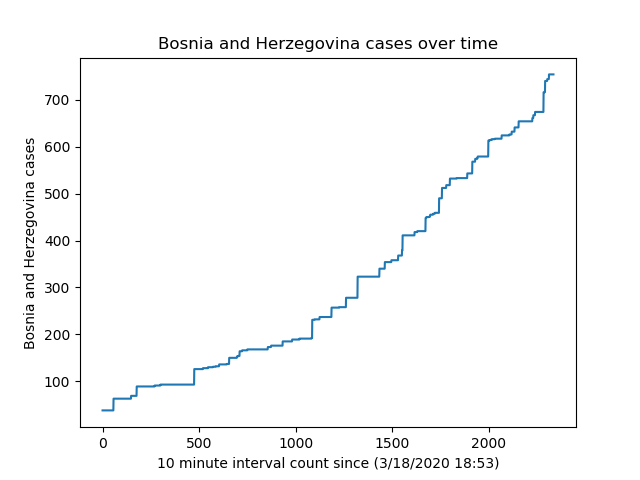 Bosnia and Herzegovina cases over time
Bosnia and Herzegovina cases
700
600
500
400
300
200
100
0 500 1000 1500 2000
10 minute interval count since (3/18/2020 18:53)